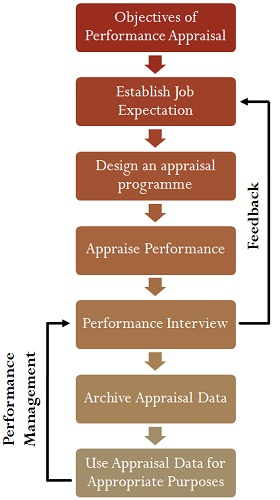 Objectives of
Performance Appraisal
Establish Job
Expectation
Design an appraisal
programme
Appraise Performance
Feedback
Performance Interview
Performance
Management
Archive Appraisal Data
Use Appraisal Data for
Appropriate Purposes